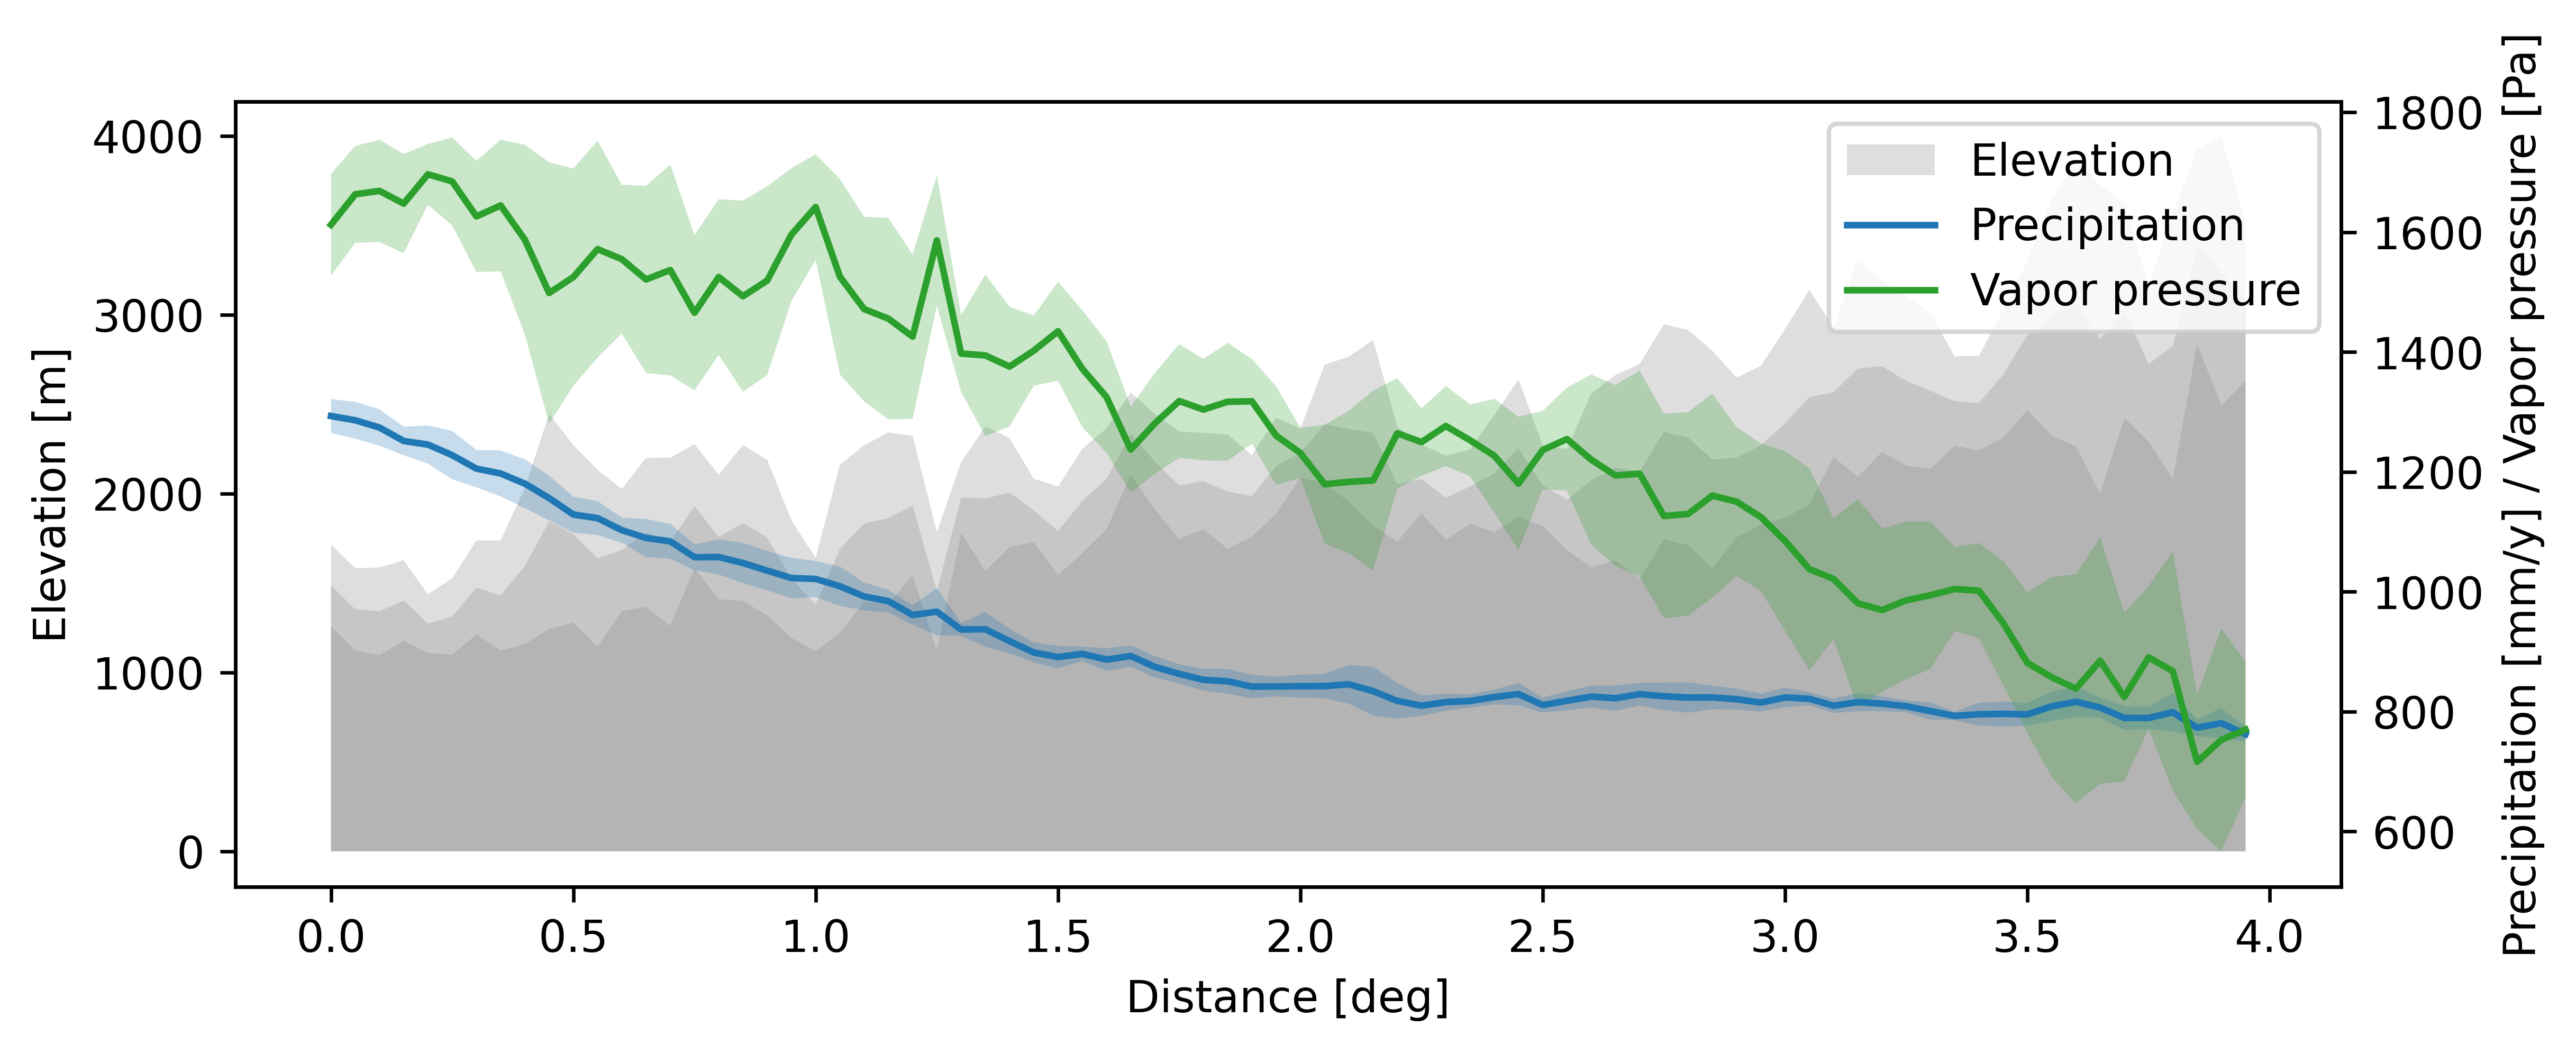 Elevation [m]
4000
3000
2000
1000
0
Elevation
Precipitation
Vapor pressure
1800
1600
1400
1200
1000
800
600
Precipitation [mm/y] / Vapor pressure [Pa]
0.0 0.5 1.0 1.5 2.0 2.5 3.0 3.5 4.0
Distance [deg]